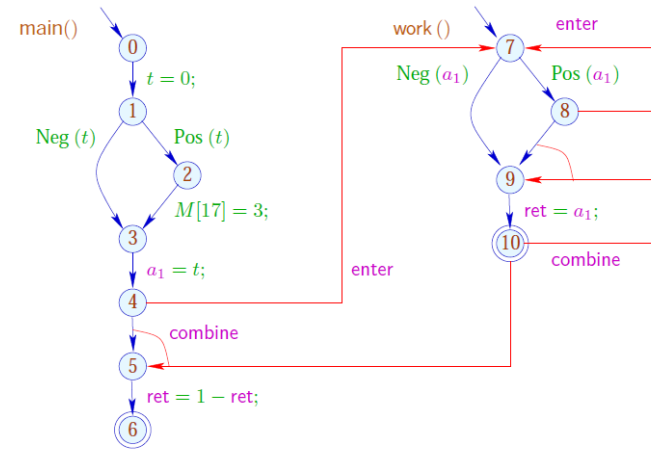 main()
0
t = 0;
1
Neg (t)
Pos (t)
2
M[17] = 3;
3
a₁ = t;
4
enter
combine
5
ret = 1 − ret;
6
work ()
7
enter
Neg (a₁)
Pos (a₁)
8
9
ret = a₁;
10
combine